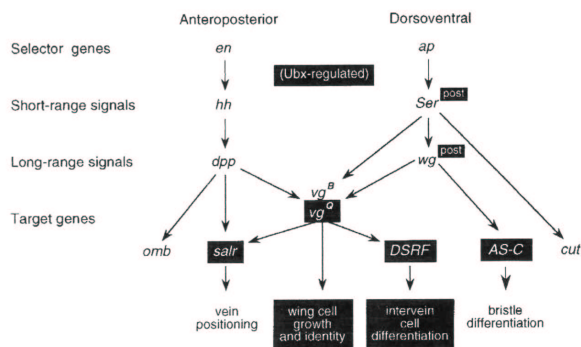 Anteroposterior Dorsoventral
Selector genes en ap
(Ubx-regulated)
Short-range signals hh Ser post
Long-range signals dpp wg post
vg B
vg Q
Target genes
omb salr DSRF AS-C cut
vein positioning
wing cell growth and identity
intervein cell differentiation
bristle differentiation